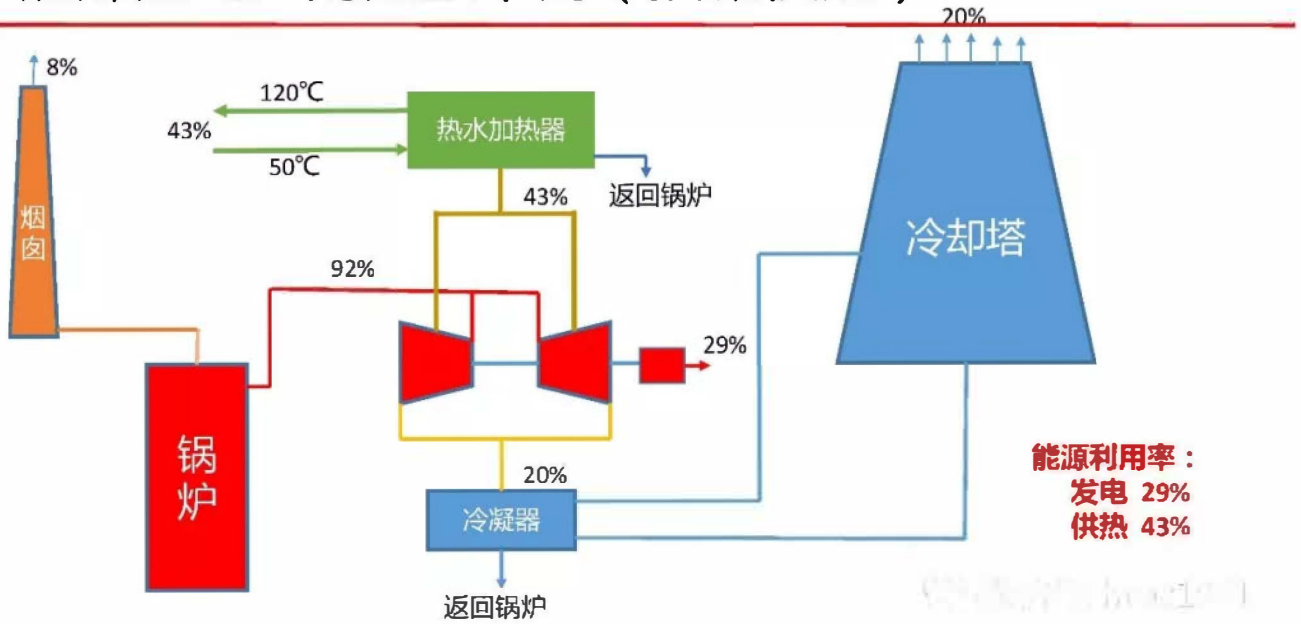 20%
8%
120℃
43%
50℃
热水加热器
返回锅炉
43%
烟囱
冷却塔
92%
29%
锅炉
能源利用率：
发电 29%
供热 43%
20%
冷凝器
返回锅炉